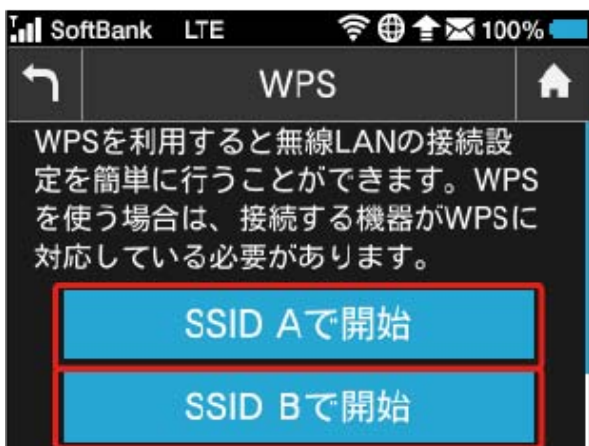 SoftBank LTE 100%
WPS
WPSを利用すると無線LANの接続設
定を簡単に行うことができます。WPS
を使う場合は、接続する機器がWPSに
対応している必要があります。
SSID Aで開始
SSID Bで開始